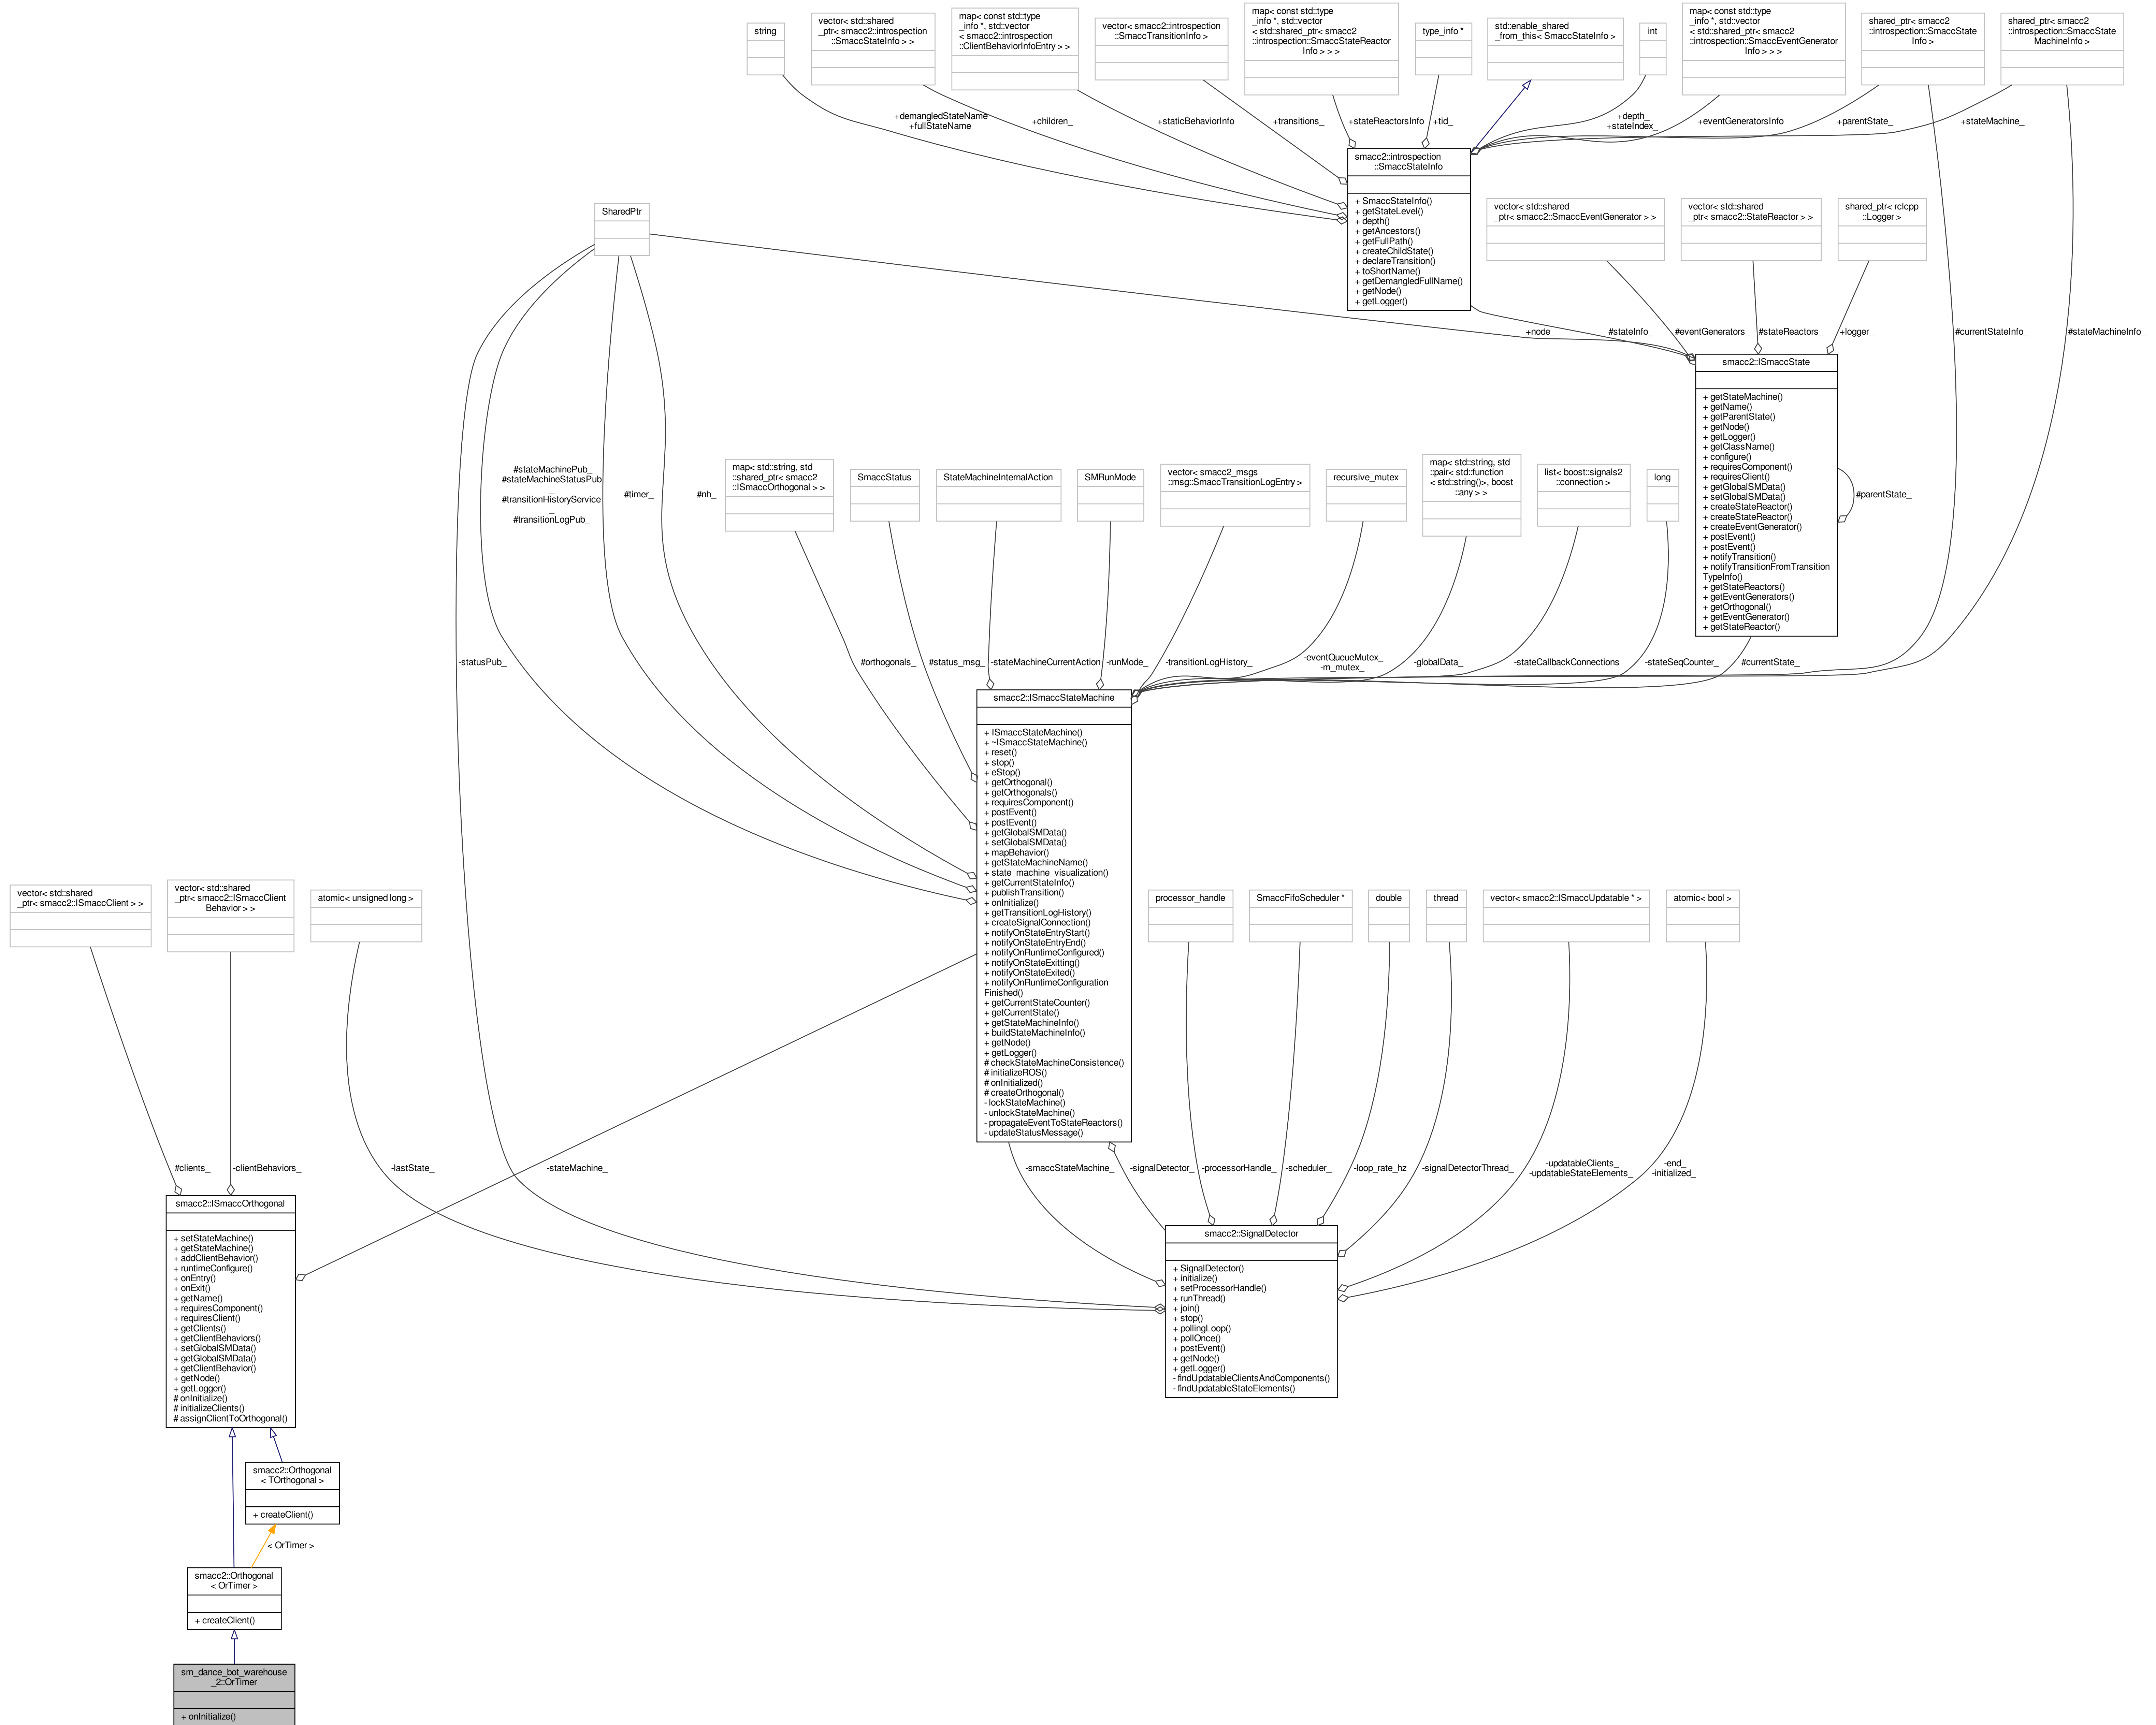 string
vector< std::shared
_ptr< smacc2::introspection
::SmaccStateInfo > >
map< const std::type
_info *, std::vector
< smacc2::introspection
::ClientBehaviorInfoEntry > >
vector< smacc2::introspection
::SmaccTransitionInfo >
map< const std::type
_info *, std::vector
< std::shared_ptr< smacc2
::introspection::SmaccStateReactor
Info > > >
type_info *
std::enable_shared
_from_this< SmaccStateInfo >
int
map< const std::type
_info *, std::vector
< std::shared_ptr< smacc2
::introspection::SmaccEventGenerator
Info > > >
shared_ptr< smacc2
::introspection::SmaccState
Info >
shared_ptr< smacc2
::introspection::SmaccState
MachineInfo >
+demangledStateName
+fullStateName
+children_
+staticBehaviorInfo
+transitions_
+stateReactorsInfo
+tid_
+depth_
+stateIndex_
+eventGeneratorsInfo
+parentState_
+stateMachine_
smacc2::introspection
::SmaccStateInfo
+ SmaccStateInfo()
+ getStateLevel()
+ depth()
+ getAncestors()
+ getFullPath()
+ createChildState()
+ declareTransition()
+ toShortName()
+ getDemangledFullName()
+ getNode()
+ getLogger()
SharedPtr
vector< std::shared
_ptr< smacc2::SmaccEventGenerator > >
vector< std::shared
_ptr< smacc2::StateReactor > >
shared_ptr< rclcpp
::Logger >
+node_
#stateInfo_
#eventGenerators_
#stateReactors_
+logger_
#currentStateInfo_
#stateMachineInfo_
smacc2::ISmaccState
+ getStateMachine()
+ getName()
+ getParentState()
+ getNode()
+ getLogger()
+ getClassName()
+ configure()
+ requiresComponent()
+ requiresClient()
+ getGlobalSMData()
+ setGlobalSMData()
+ createStateReactor()
+ createStateReactor()
+ createEventGenerator()
+ postEvent()
+ postEvent()
+ notifyTransition()
+ notifyTransitionFromTransition
TypeInfo()
+ getStateReactors()
+ getEventGenerators()
+ getOrthogonal()
+ getEventGenerator()
+ getStateReactor()
#parentState_
#stateMachinePub_
#stateMachineStatusPub
_
#transitionHistoryService
_
#transitionLogPub_
#timer_
#nh_
map< std::string, std
::shared_ptr< smacc2
::ISmaccOrthogonal > >
SmaccStatus
StateMachineInternalAction
SMRunMode
vector< smacc2_msgs
::msg::SmaccTransitionLogEntry >
recursive_mutex
map< std::string, std
::pair< std::function
< std::string()>, boost
::any > >
list< boost::signals2
::connection >
long
-statusPub_
#orthogonals_
#status_msg_
-stateMachineCurrentAction
-runMode_
-transitionLogHistory_
-eventQueueMutex_
-m_mutex_
-globalData_
-stateCallbackConnections
-stateSeqCounter_
#currentState_
smacc2::ISmaccStateMachine
+ ISmaccStateMachine()
+ ~ISmaccStateMachine()
+ reset()
+ stop()
+ eStop()
+ getOrthogonal()
+ getOrthogonals()
+ requiresComponent()
+ postEvent()
+ postEvent()
+ getGlobalSMData()
+ setGlobalSMData()
+ mapBehavior()
+ getStateMachineName()
+ state_machine_visualization()
+ getCurrentStateInfo()
+ publishTransition()
+ onInitialize()
+ getTransitionLogHistory()
+ createSignalConnection()
+ notifyOnStateEntryStart()
+ notifyOnStateEntryEnd()
+ notifyOnRuntimeConfigured()
+ notifyOnStateExitting()
+ notifyOnStateExited()
+ notifyOnRuntimeConfiguration
Finished()
+ getCurrentStateCounter()
+ getCurrentState()
+ getStateMachineInfo()
+ buildStateMachineInfo()
+ getNode()
+ getLogger()
# checkStateMachineConsistence()
# initializeROS()
# onInitialized()
# createOrthogonal()
- lockStateMachine()
- unlockStateMachine()
- propagateEventToStateReactors()
- updateStatusMessage()
vector< std::shared
_ptr< smacc2::ISmaccClient > >
vector< std::shared
_ptr< smacc2::ISmaccClient
Behavior > >
atomic< unsigned long >
processor_handle
SmaccFifoScheduler *
double
thread
vector< smacc2::ISmaccUpdatable * >
atomic< bool >
#clients_
-clientBehaviors_
-lastState_
-stateMachine_
-smaccStateMachine_
-signalDetector_
-processorHandle_
-scheduler_
-loop_rate_hz
-signalDetectorThread_
-updatableClients_
-updatableStateElements_
-end_
-initialized_
smacc2::ISmaccOrthogonal
+ setStateMachine()
+ getStateMachine()
+ addClientBehavior()
+ runtimeConfigure()
+ onEntry()
+ onExit()
+ getName()
+ requiresComponent()
+ requiresClient()
+ getClients()
+ getClientBehaviors()
+ setGlobalSMData()
+ getGlobalSMData()
+ getClientBehavior()
+ getNode()
+ getLogger()
# onInitialize()
# initializeClients()
# assignClientToOrthogonal()
smacc2::SignalDetector
+ SignalDetector()
+ initialize()
+ setProcessorHandle()
+ runThread()
+ join()
+ stop()
+ pollingLoop()
+ pollOnce()
+ postEvent()
+ getNode()
+ getLogger()
- findUpdatableClientsAndComponents()
- findUpdatableStateElements()
smacc2::Orthogonal
< TOrthogonal >
+ createClient()
< OrTimer >
smacc2::Orthogonal
< OrTimer >
+ createClient()
sm_dance_bot_warehouse
_2::OrTimer
+ onInitialize()